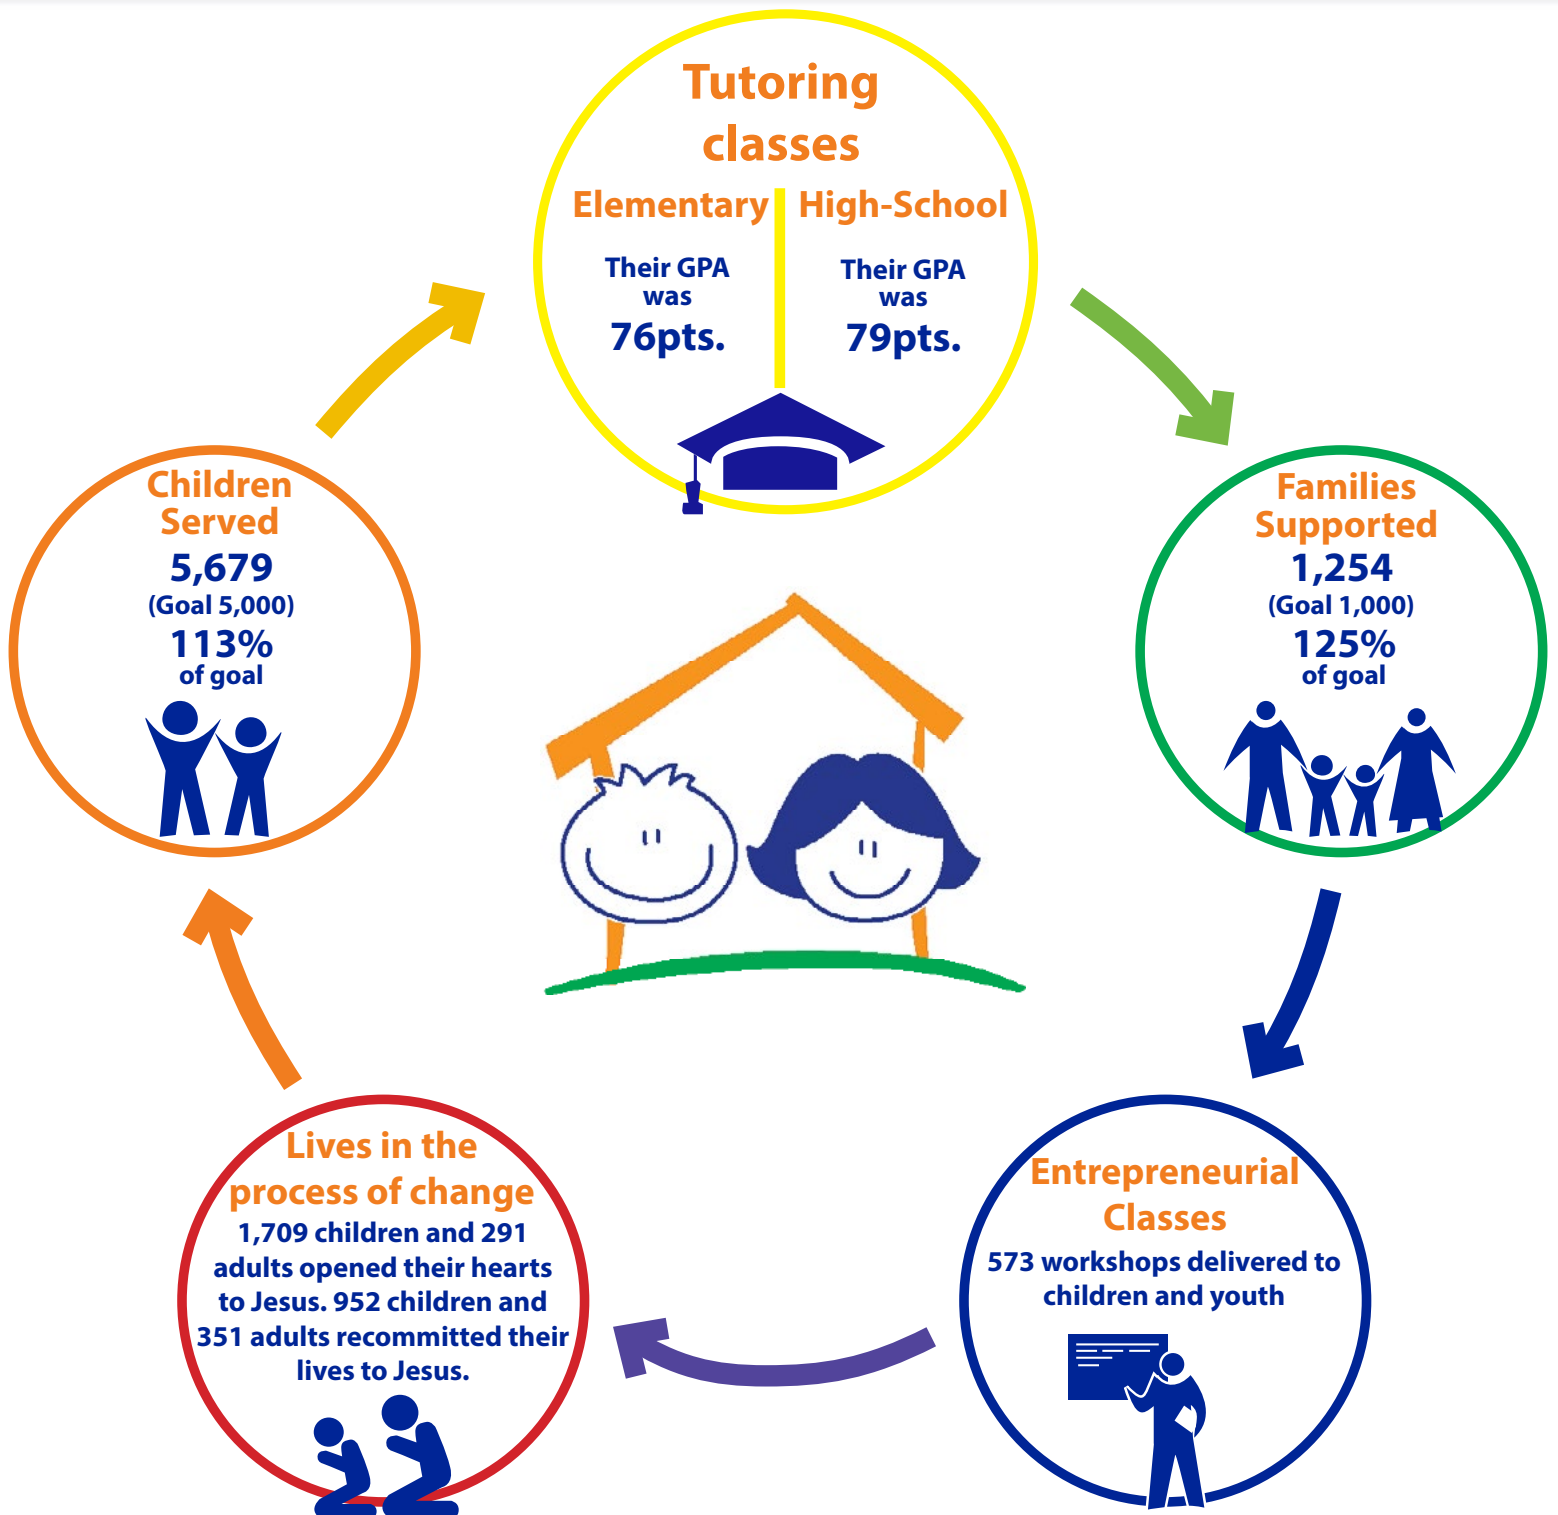 Tutoring
classes
Elementary
Their GPA
was
76pts.
High-School
Their GPA
was
79pts.
Children
Served
5,679
(Goal 5,000)
113%
of goal
Families
Supported
1,254
(Goal 1,000)
125%
of goal
Lives in the
process of change
1,709 children and 291
adults opened their hearts
to Jesus. 952 children and
351 adults recommitted their
lives to Jesus.
Entrepreneurial
Classes
573 workshops delivered to
children and youth